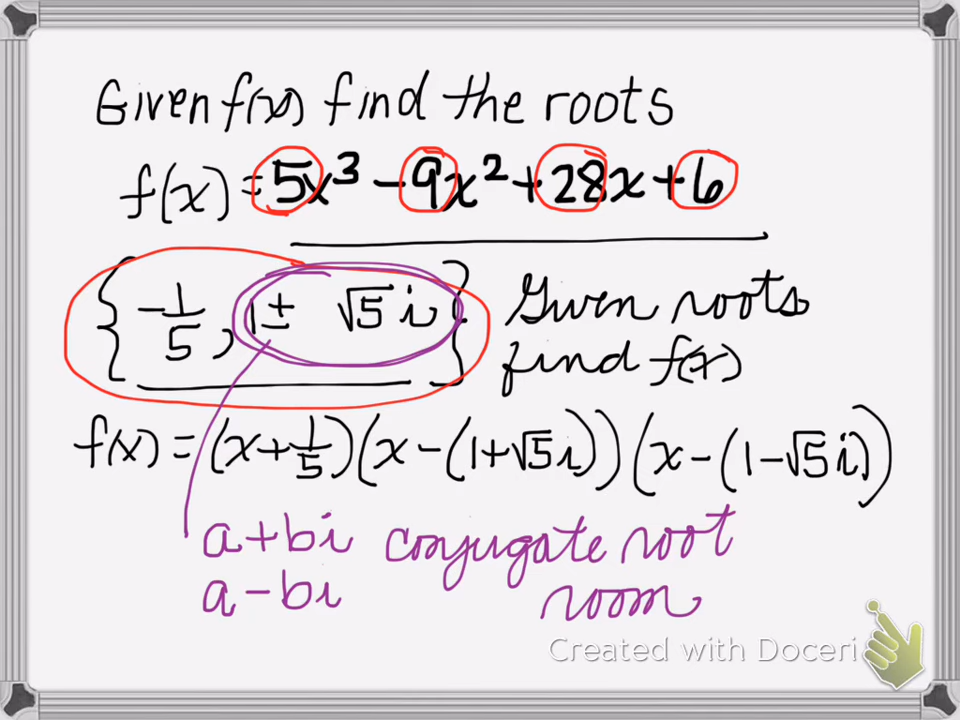 Given f(x) find the roots
f(x) = 5x³ - 9x² + 28x + 6
{ -1/5, 1 ± √5 i } Given roots
find f(x)
f(x) = (x + 1/5)(x - (1 + √5 i))(x - (1 - √5 i))
a + bi conjugate root
a - bi room
Created with Doceri